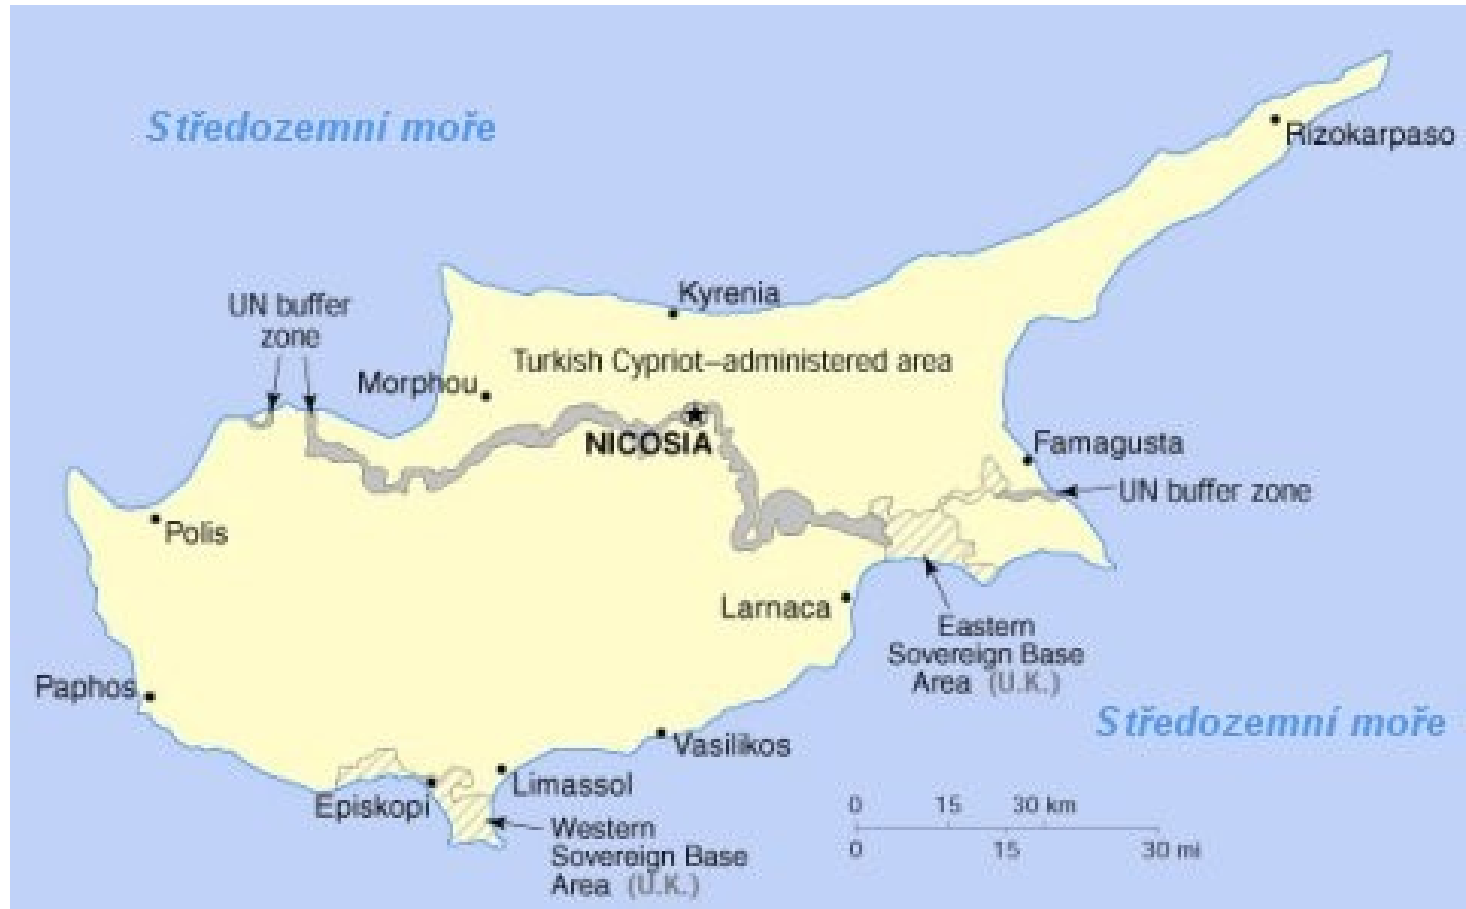 Středozemní moře
Rizokarpaso
UN buffer
zone
Kyrenia
Turkish Cypriot–administered area
Morphou
NICOSIA
Famagusta
UN buffer zone
Polis
Larnaca
Eastern
Sovereign Base
Area (U.K.)
Paphos
Středozemní moře
Vasilikos
Limassol
Episkopi
Western
Sovereign Base
Area (U.K.)
0 15 30 km
0 15 30 mi